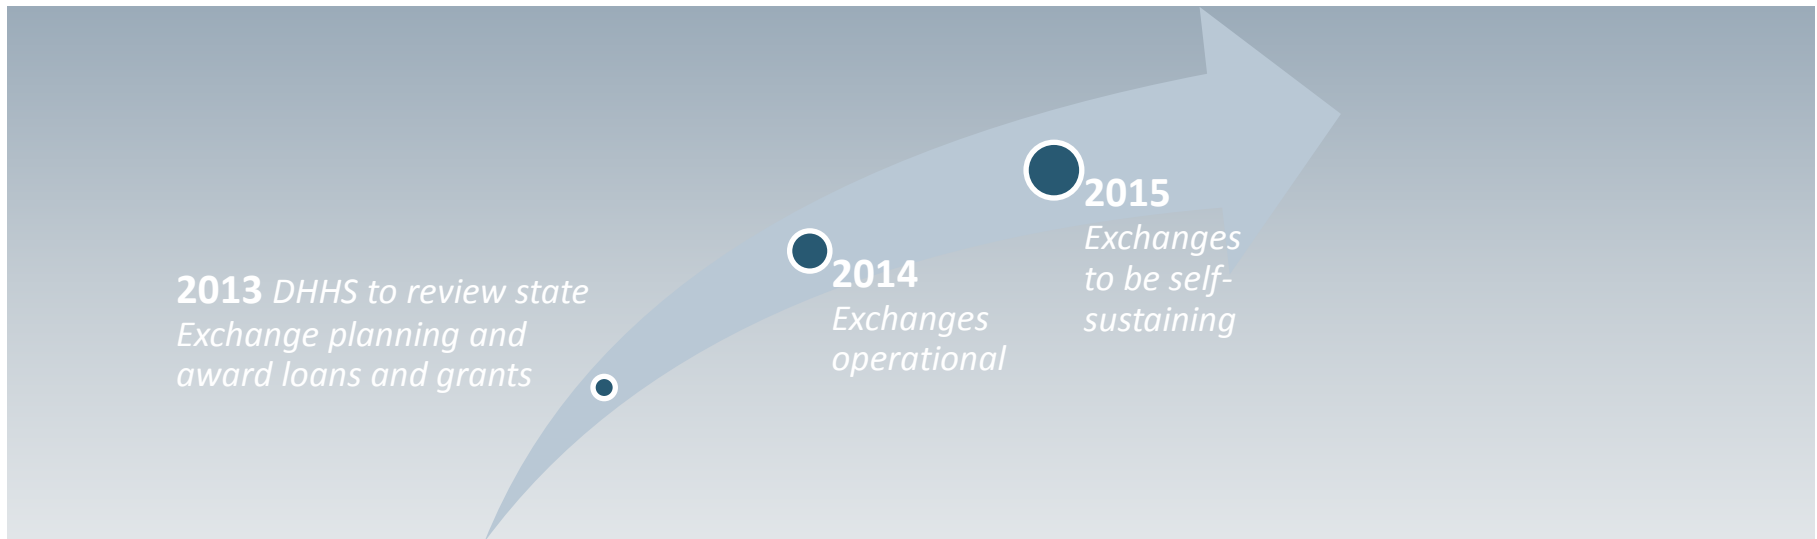 2013 DHHS to review state
Exchange planning and
award loans and grants
2014
Exchanges
operational
2015
Exchanges
to be self-
sustaining